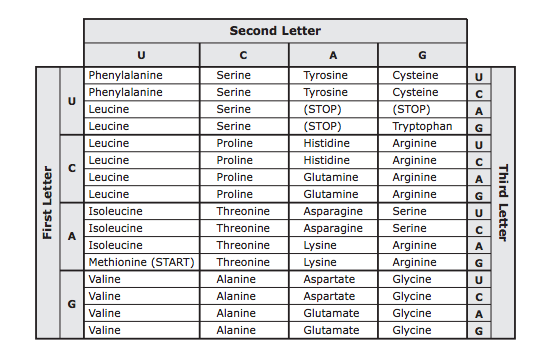 Second Letter
U C A G
Phenylalanine Serine Tyrosine Cysteine U
Phenylalanine Serine Tyrosine Cysteine C
U
Leucine Serine (STOP) (STOP) A
Leucine Serine (STOP) Tryptophan G
Leucine Proline Histidine Arginine U
Leucine Proline Histidine Arginine C
C
Leucine Proline Glutamine Arginine A
Leucine Proline Glutamine Arginine G
First Letter
Third Letter
Isoleucine Threonine Asparagine Serine U
Isoleucine Threonine Asparagine Serine C
A
Isoleucine Threonine Lysine Arginine A
Methionine (START) Threonine Lysine Arginine G
Valine Alanine Aspartate Glycine U
Valine Alanine Aspartate Glycine C
G
Valine Alanine Glutamate Glycine A
Valine Alanine Glutamate Glycine G